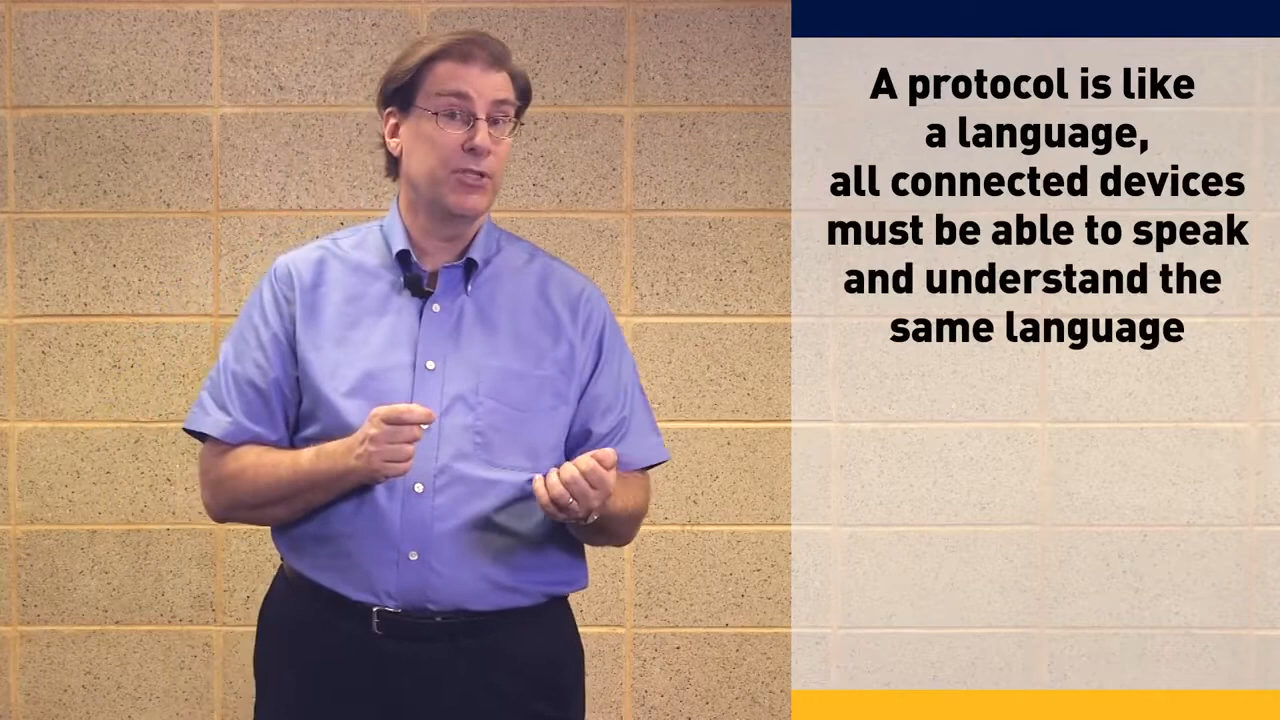 A protocol is like
a language,
all connected devices
must be able to speak
and understand the
same language